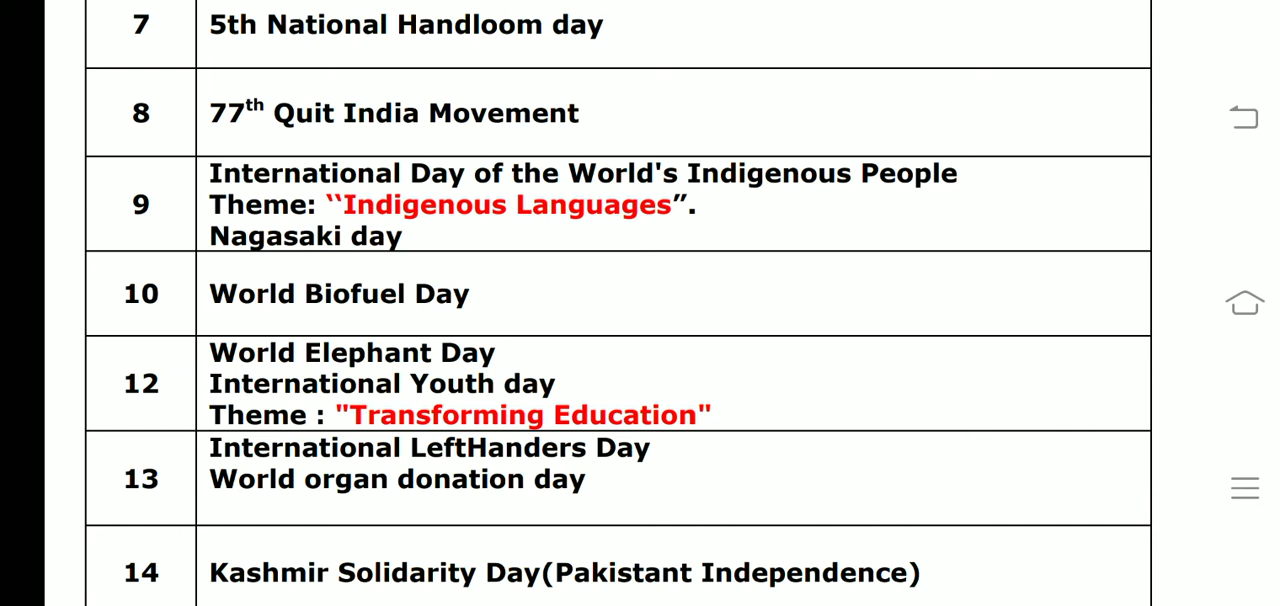 7 5th National Handloom day
8 77th Quit India Movement
International Day of the World's Indigenous People
9 Theme: ‘‘Indigenous Languages”.
Nagasaki day
10 World Biofuel Day
World Elephant Day
12 International Youth day
Theme : "Transforming Education"
International LeftHanders Day
13 World organ donation day
14 Kashmir Solidarity Day(Pakistant Independence)